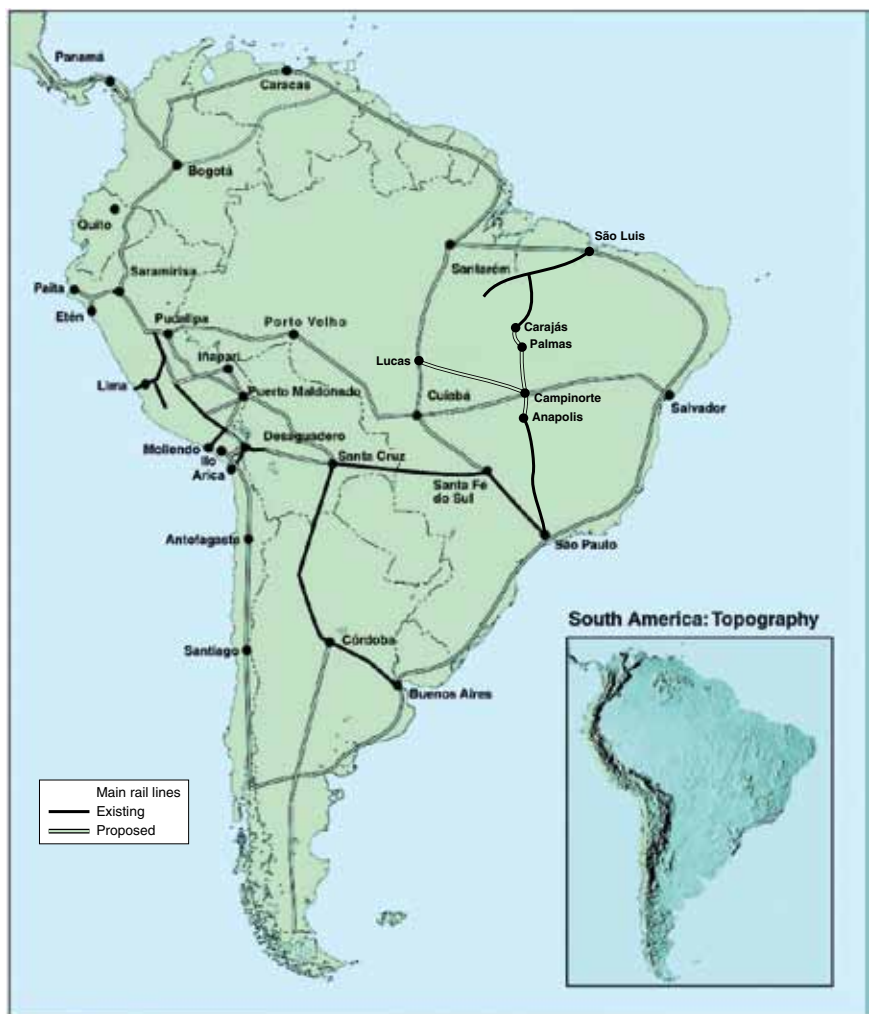 Panamá
Caracas
Bogotá
Quito
São Luis
Santarém
Saramirisa
Paita
Etén
Pucallpa
Porto Velho
Carajás
Palmas
Iñapari
Lucas
Lima
Puerto Maldonado
Cuiabá
Campinorte
Salvador
Anapolis
Desaguadero
Mollendo
Ilo
Arica
Santa Cruz
Santa Fé
do Sul
Antofagasta
São Paulo
South America: Topography
Santiago
Córdoba
Buenos Aires
Main rail lines
Existing
Proposed